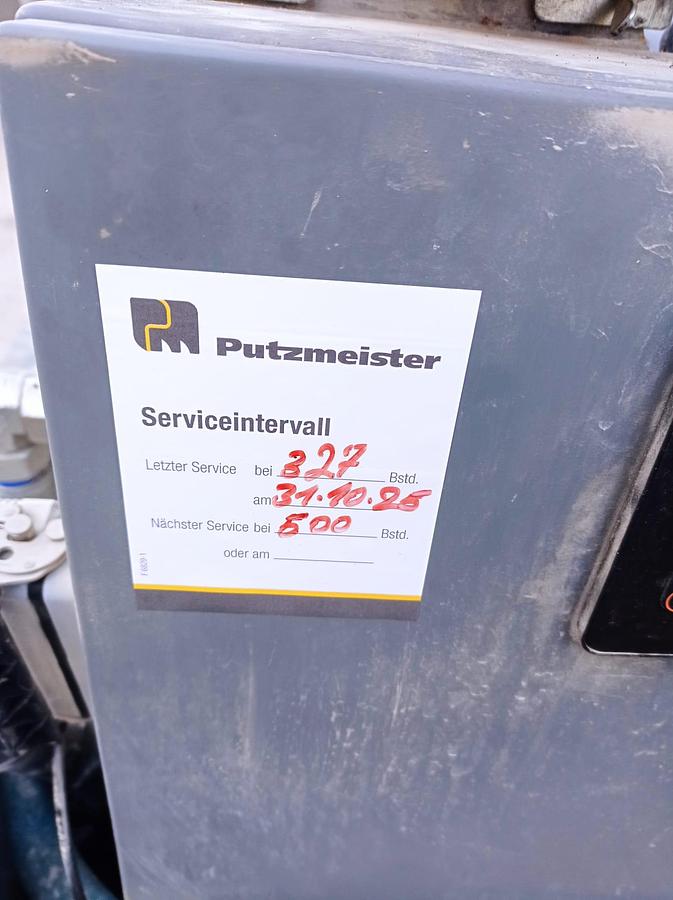 Putzmeister
Serviceintervall
Letzter Service bei 327 Bstd.
am 31.10.25
Nächster Service bei 500 Bstd.
oder am